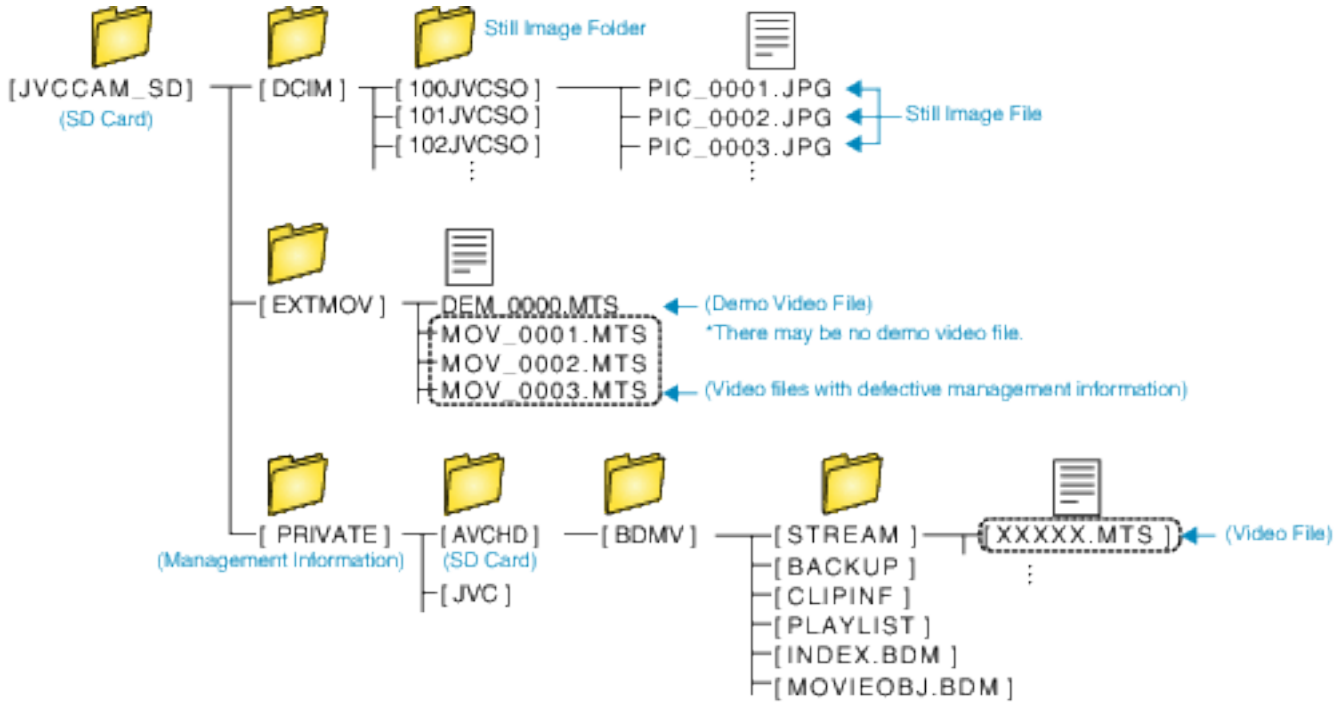 Still Image Folder
[JVCCAM_SD]
(SD Card)
[DCIM]
[100JVCSO]
[101JVCSO]
[102JVCSO]
PIC_0001.JPG
PIC_0002.JPG
PIC_0003.JPG
Still Image File
[EXTMOV]
DEM_0000.MTS
(Demo Video File)
*There may be no demo video file.
MOV_0001.MTS
MOV_0002.MTS
MOV_0003.MTS
(Video files with defective management information)
[PRIVATE]
(Management Information)
[AVCHD]
(SD Card)
[JVC]
[BDMV]
[STREAM]
[BACKUP]
[CLIPINF]
[PLAYLIST]
[INDEX.BDM]
[MOVIEOBJ.BDM]
[XXXXX.MTS]
(Video File)